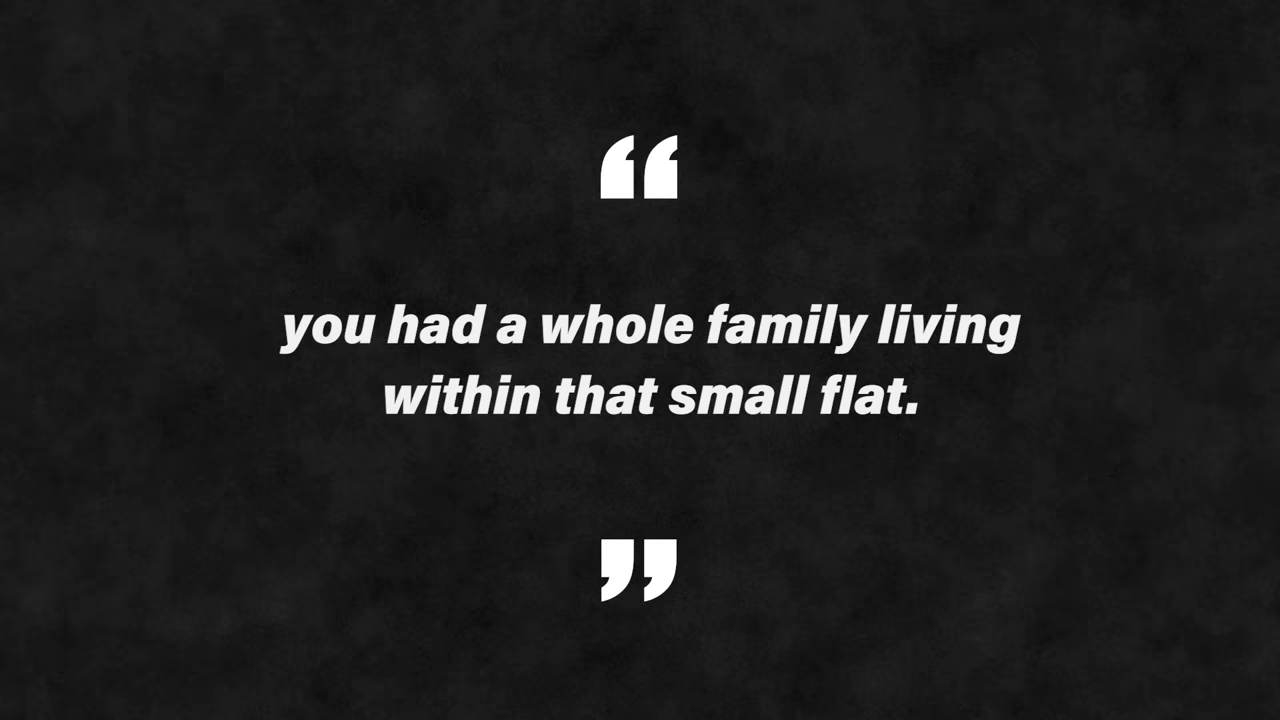 “
you had a whole family living
within that small flat.
”